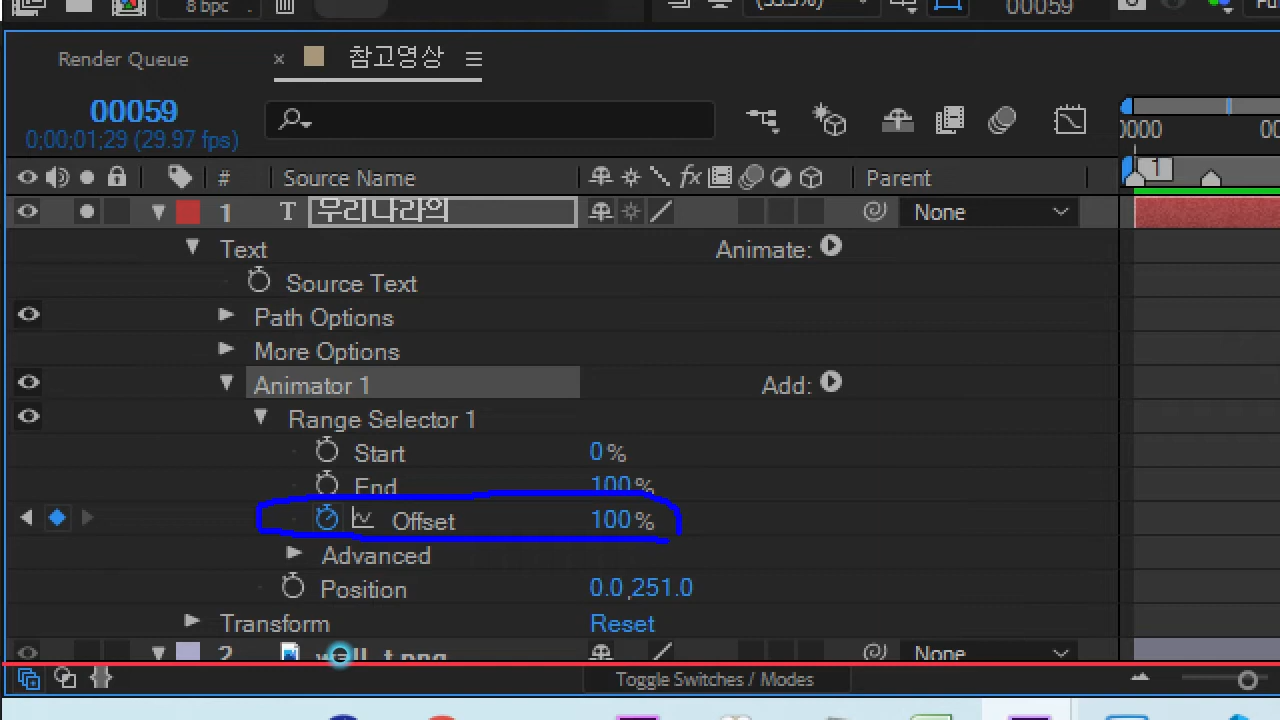 8 bpc
00059
Render Queue
× 참고영상
00059
0;00;01;29 (29.97 fps)
0000
# Source Name fx Parent
1
1 T 우리나라의 None
Text Animate:
Source Text
Path Options
More Options
Animator 1 Add:
Range Selector 1
Start 0%
End 100%
Offset 100%
Advanced
Position 0.0,251.0
Transform Reset
2 None
Toggle Switches / Modes